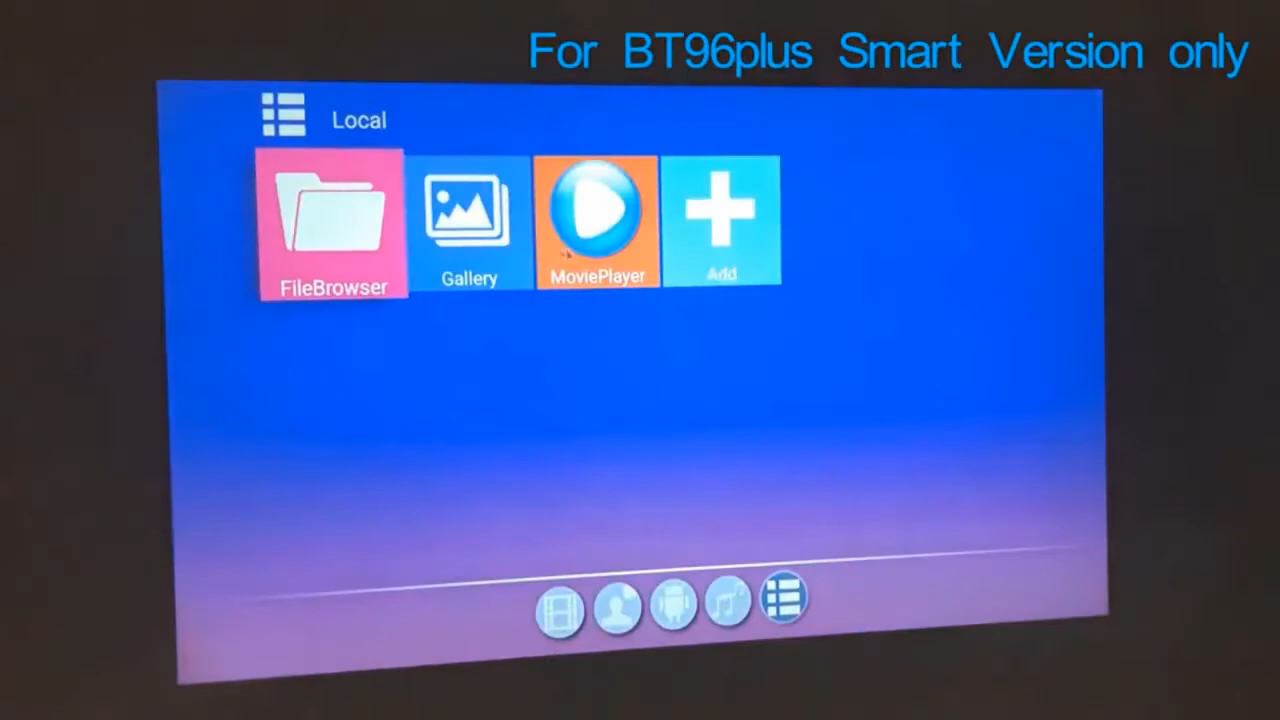 For BT96plus Smart Version only
Local
FileBrowser
Gallery
MoviePlayer
Add